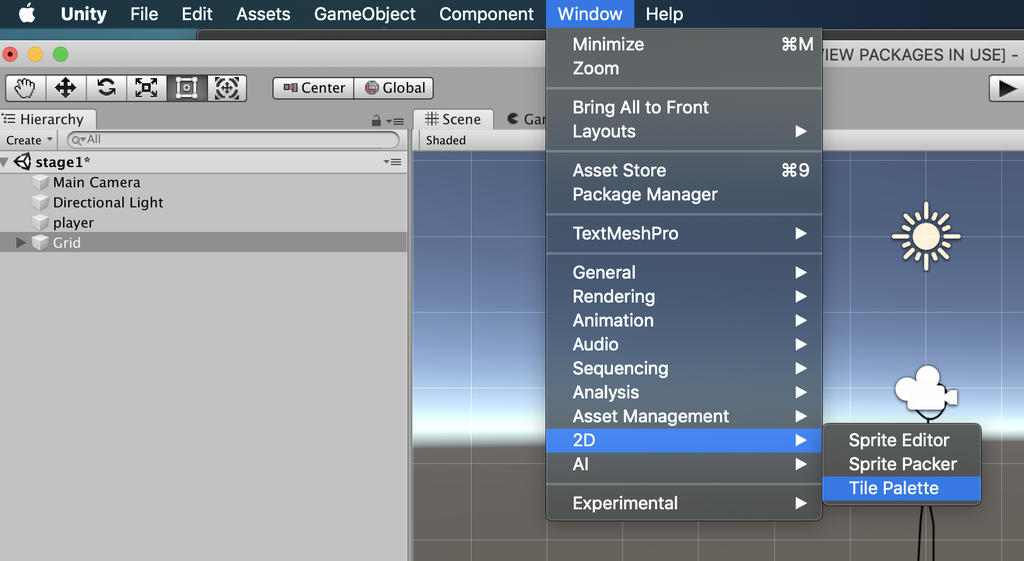 Unity File Edit Assets GameObject Component Window Help
VIEW PACKAGES IN USE] -
Center Global
Hierarchy
Create All
stage1*
Main Camera
Directional Light
player
Grid
Scene
Shaded
Minimize ⌘M
Zoom
Bring All to Front
Layouts
Asset Store ⌘9
Package Manager
TextMeshPro
General
Rendering
Animation
Audio
Sequencing
Analysis
Asset Management
2D
AI
Experimental
Sprite Editor
Sprite Packer
Tile Palette